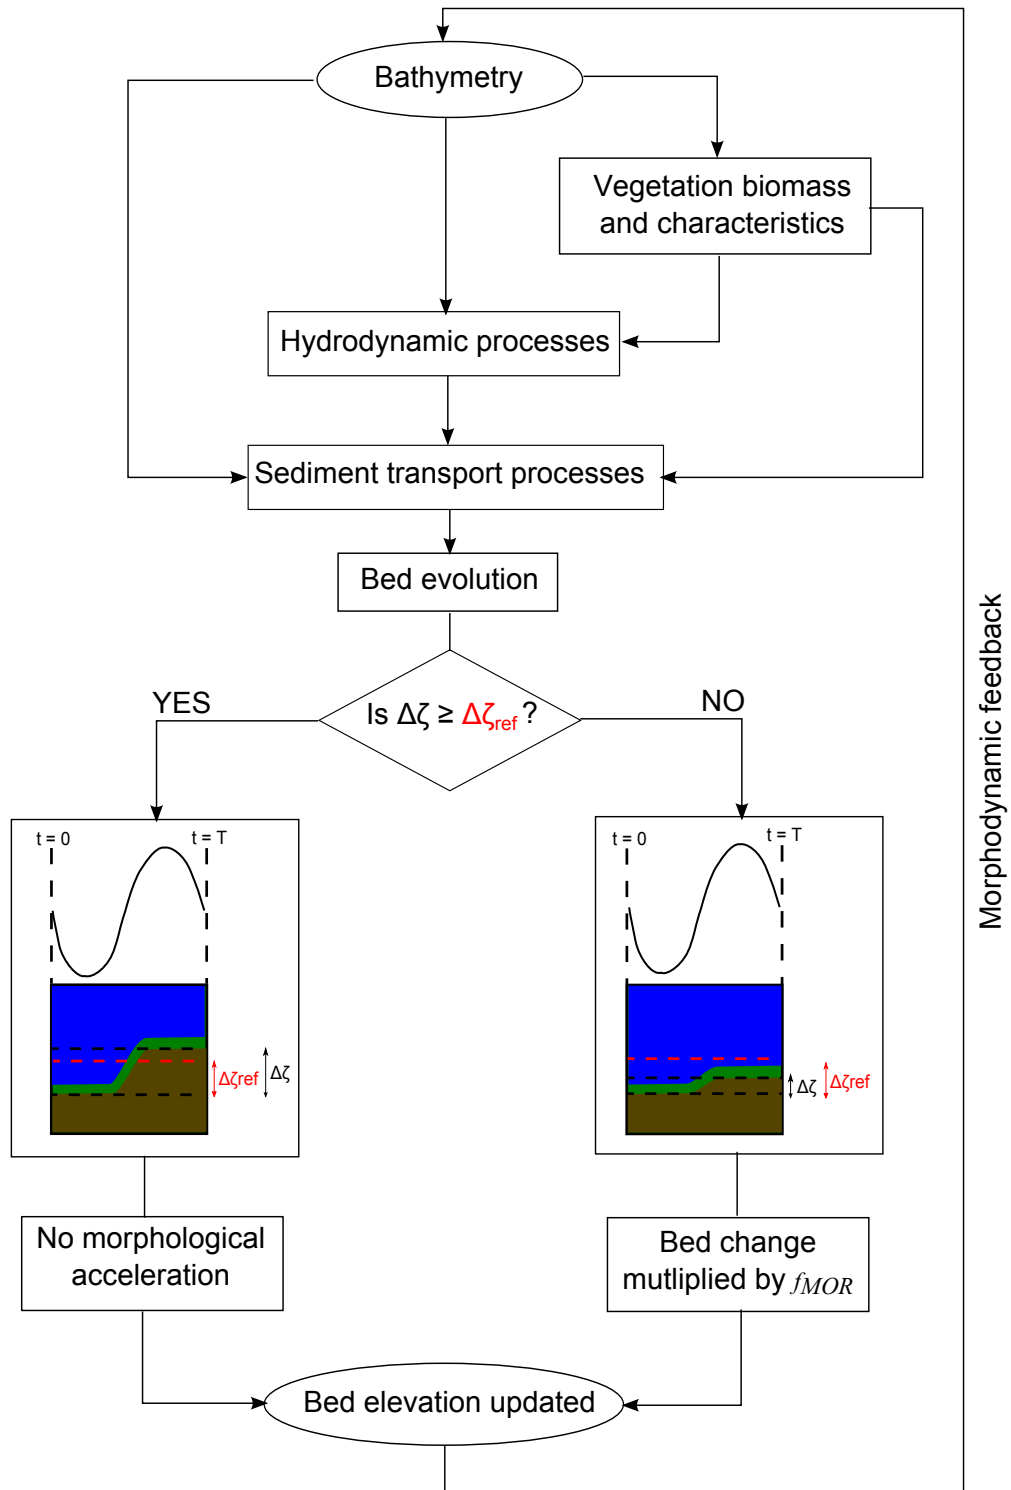 Bathymetry
Vegetation biomass
and characteristics
Hydrodynamic processes
Sediment transport processes
Bed evolution
Is Δζ ≥ Δζref ?
YES
NO
t = 0
t = T
Δζref
Δζ
t = 0
t = T
Δζ
Δζref
No morphological
acceleration
Bed change
mutliplied by fMOR
Bed elevation updated
Morphodynamic feedback